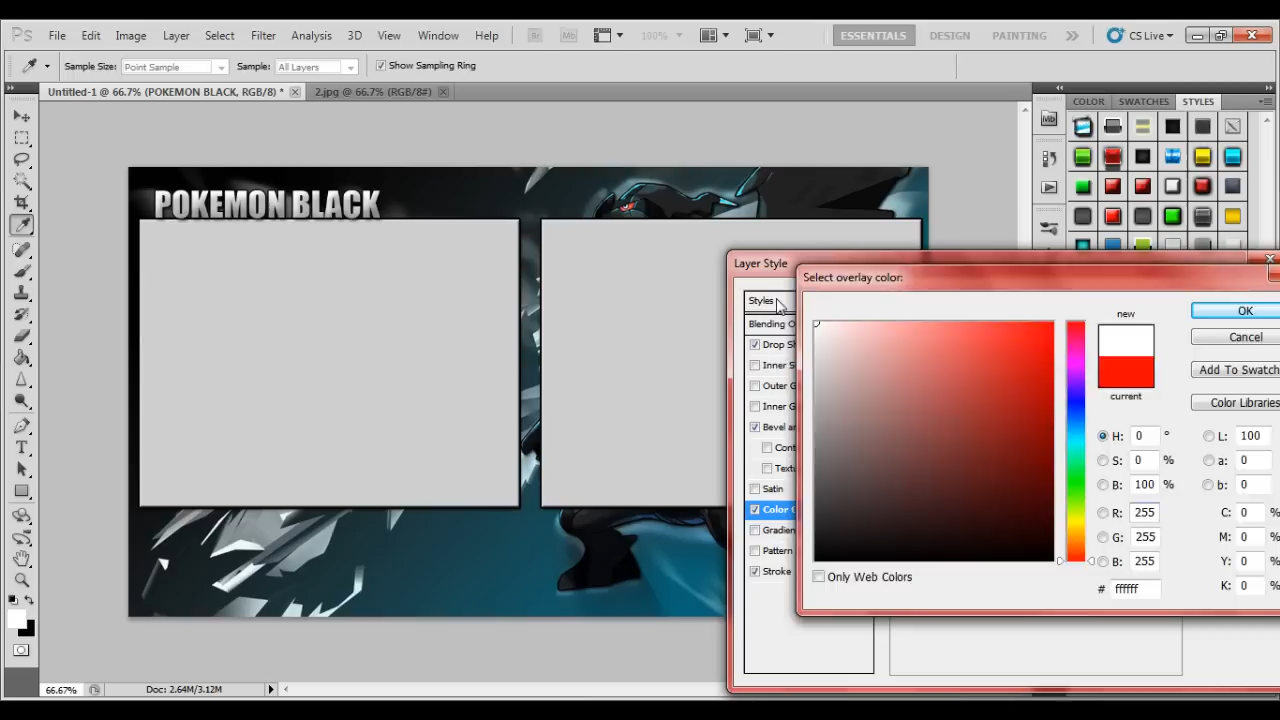 Ps File Edit Image Layer Select Filter Analysis 3D View Window Help Br Mb 100% ESSENTIALS DESIGN PAINTING CS Live
Sample Size: Point Sample Sample: All Layers Show Sampling Ring
Untitled-1 @ 66.7% (POKEMON BLACK, RGB/8) * 2.jpg @ 66.7% (RGB/8#)
COLOR SWATCHES STYLES
Mb
POKEMON BLACK
Layer Style
Select overlay color:
Styles
Blending O
Drop Sh
Inner S
Outer G
Inner G
Bevel an
Cont
Textu
Satin
Color O
Gradien
Pattern
Stroke
new
current
OK
Cancel
Add To Swatch
Color Libraries
H: 0 ° L: 100
S: 0 % a: 0
B: 100 % b: 0
R: 255 C: 0 %
G: 255 M: 0 %
B: 255 Y: 0 %
# ffffff K: 0 %
Only Web Colors
66.67% Doc: 2.64M/3.12M